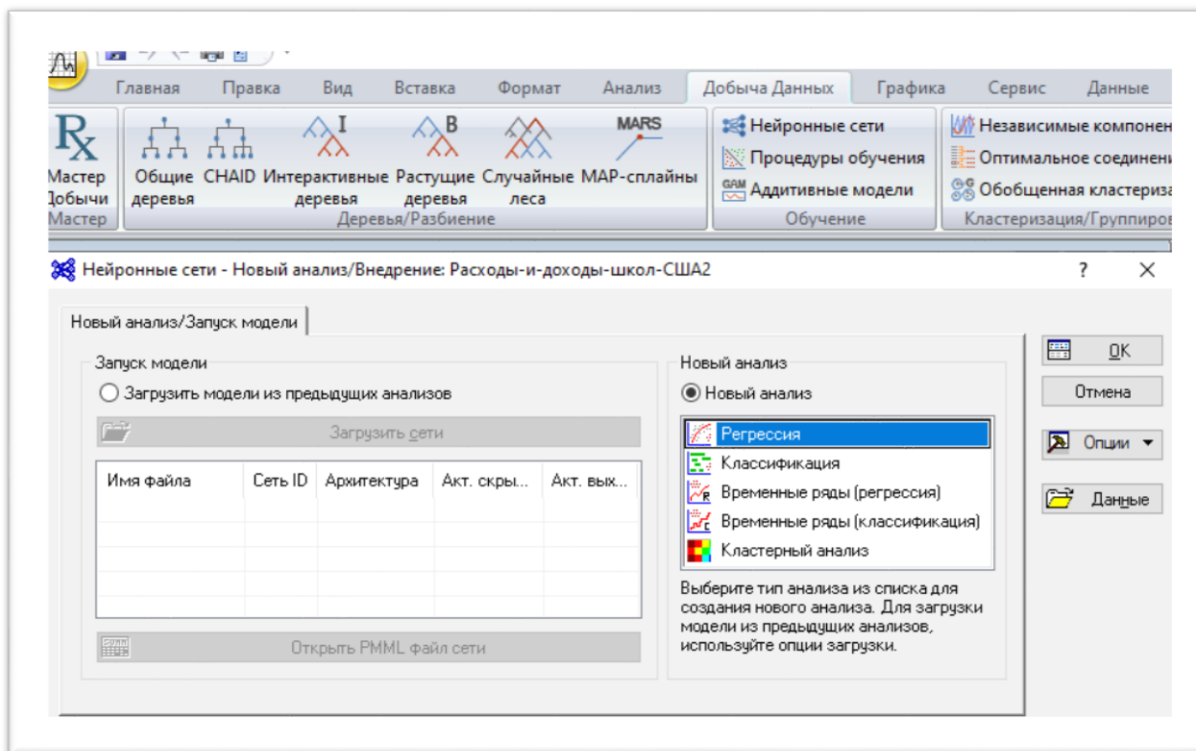 Главная Правка Вид Вставка Формат Анализ Добыча Данных Графика Сервис Данные
Мастер Добычи
Мастер
Общие деревья
CHAID
Интерактивные деревья
I
Растущие деревья
B
Случайные леса
MARS
МАР-сплайны
Деревья/Разбиение
Нейронные сети
Процедуры обучения
GAM Аддитивные модели
Обучение
Независимые компонен
Оптимальное соединени
Обобщенная кластериза
Кластеризация/Группиров
Нейронные сети - Новый анализ/Внедрение: Расходы-и-доходы-школ-США2 ? ×
Новый анализ/Запуск модели
Запуск модели
Загрузить модели из предыдущих анализов
Загрузить сети
Имя файла Сеть ID Архитектура Акт. скры... Акт. вых...
Открыть PMML файл сети
Новый анализ
Новый анализ
Регрессия
Классификация
Временные ряды (регрессия)
Временные ряды (классификация)
Кластерный анализ
Выберите тип анализа из списка для
создания нового анализа. Для загрузки
модели из предыдущих анализов,
используйте опции загрузки.
OK
Отмена
Опции
Данные